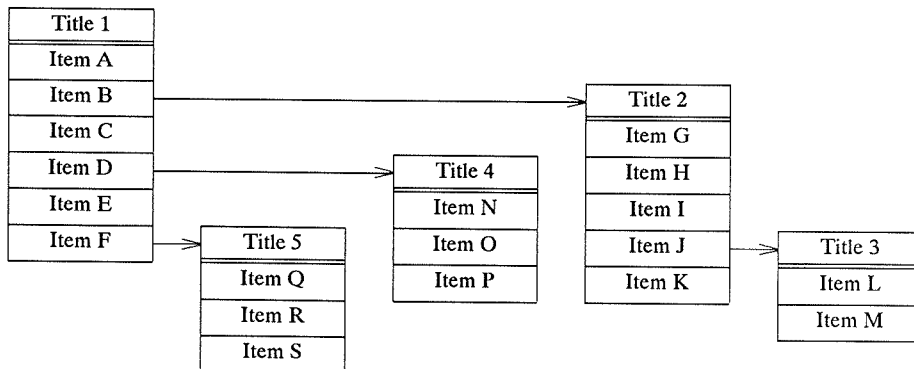 Title 1
Item A
Item B
Item C
Item D
Item E
Item F
Title 2
Item G
Item H
Item I
Item J
Item K
Title 3
Item L
Item M
Title 4
Item N
Item O
Item P
Title 5
Item Q
Item R
Item S